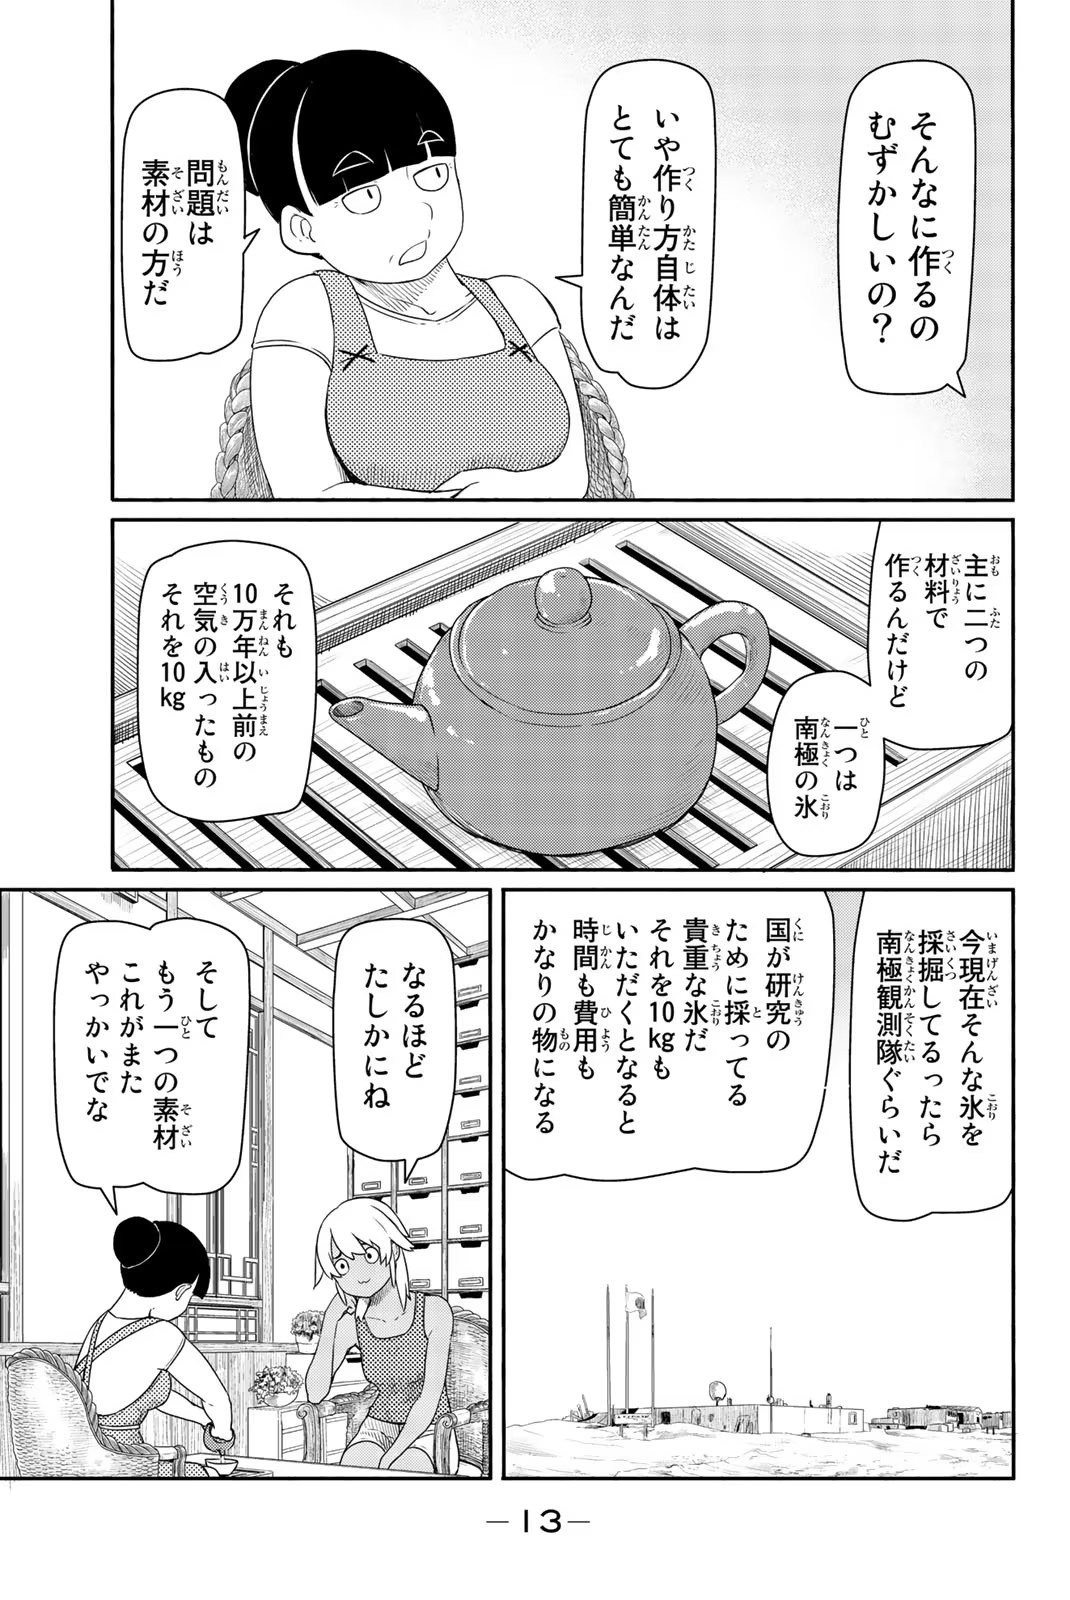 そんなに作るの
むずかしいの？
いや作り方自体は
とても簡単なんだ
問題は
素材の方だ
主に二つの
材料で
作るんだけど
一つは
南極の氷
それも
10万年以上前の
空気の入ったもの
それを10kg
今現在そんな氷を
採掘してるったら
南極観測隊ぐらいだ
国が研究の
ために採ってる
貴重な氷だ
それを10kgも
いただくとなると
時間も費用も
かなりの物になる
なるほど
たしかにね
そして
もう一つの素材
これがまた
やっかいでな
—13—